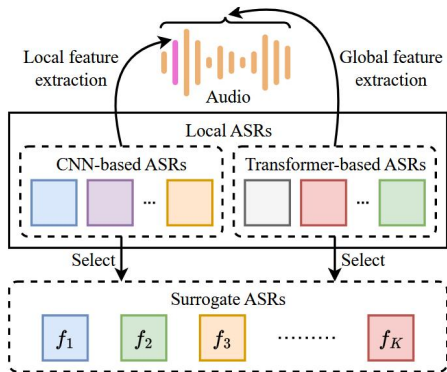 Local feature
extraction
Global feature
extraction
Audio
Local ASRs
CNN-based ASRs
...
Transformer-based ASRs
...
Select
Select
Surrogate ASRs
f₁
f₂
f₃
.........
f_K